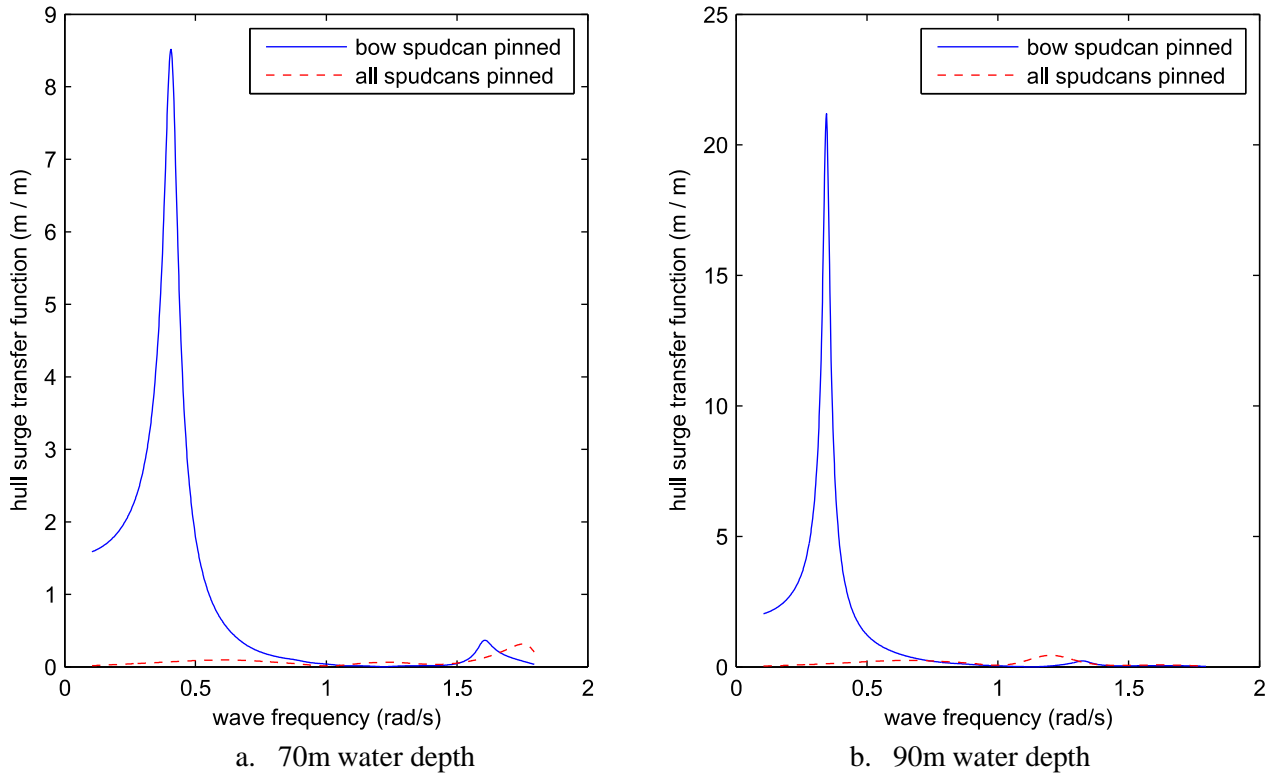 9
8
7
6
5
4
3
2
1
0
hull surge transfer function (m / m)
bow spudcan pinned
all spudcans pinned
0 0.5 1 1.5 2
wave frequency (rad/s)
a. 70m water depth
25
20
15
10
5
0
hull surge transfer function (m / m)
bow spudcan pinned
all spudcans pinned
0 0.5 1 1.5 2
wave frequency (rad/s)
b. 90m water depth